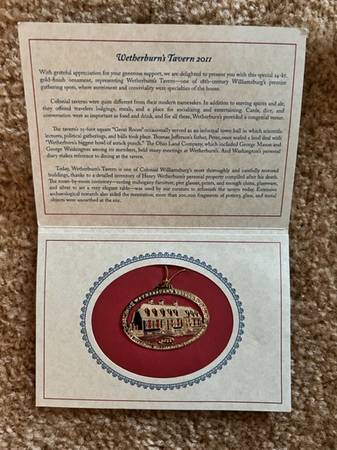 Wetherburn's Tavern 2011
With grateful appreciation for your generous support, we are delighted to present you with this special 24-kt.
gold-finish ornament, representing Wetherburn's Tavern—one of 18th-century Williamsburg's premier
gathering spots, where merriment and conviviality were specialties of the house.
Colonial taverns were quite different from their modern namesakes. In addition to serving spirits and ale,
they offered travelers lodgings, meals, and a place for socializing and entertaining. Cards, dice, and
conversation were as important as food and drink, and for all these, Wetherburn's provided a congenial venue.
The tavern's 25-foot square "Great Room" occasionally served as an informal town hall in which scientific
lectures, political gatherings, and balls took place. Thomas Jefferson's father, Peter, once sealed a land deal with
"Wetherburn's biggest bowl of arrack punch." The Ohio Land Company, which included George Mason and
George Washington among its members, held many meetings at Wetherburn's. And Washington's personal
diary makes reference to dining at the tavern.
Today, Wetherburn's Tavern is one of Colonial Williamsburg's most thoroughly and carefully restored
buildings, thanks to a detailed inventory of Henry Wetherburn's personal property compiled after his death.
The room-by-room inventory—noting mahogany furniture, pier glasses, prints, and enough china, glassware,
and silver to set a very elegant table—was used by our curators to refurnish the tavern today. Extensive
archaeological research also aided the restoration; more than 200,000 fragments of pottery, glass, and metal
objects were unearthed at the site.
WETHERBURN'S TAVERN
2011